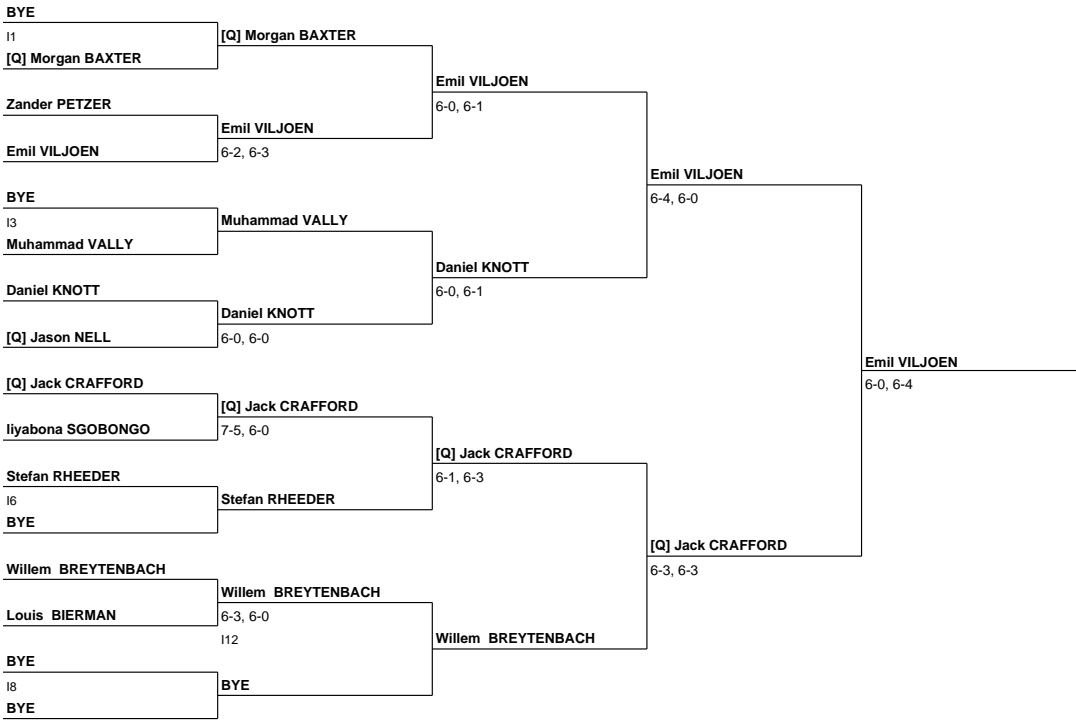 BYE
I1
[Q] Morgan BAXTER
[Q] Morgan BAXTER
Zander PETZER
Emil VILJOEN
Emil VILJOEN
6-2, 6-3
Emil VILJOEN
6-0, 6-1
BYE
I3
Muhammad VALLY
Muhammad VALLY
Daniel KNOTT
[Q] Jason NELL
Daniel KNOTT
6-0, 6-0
Daniel KNOTT
6-0, 6-1
Emil VILJOEN
6-4, 6-0
[Q] Jack CRAFFORD
Iiyabona SGOBONGO
[Q] Jack CRAFFORD
7-5, 6-0
Stefan RHEEDER
I6
BYE
Stefan RHEEDER
[Q] Jack CRAFFORD
6-1, 6-3
Willem  BREYTENBACH
Louis  BIERMAN
Willem  BREYTENBACH
6-3, 6-0
I12
BYE
I8
BYE
BYE
Willem  BREYTENBACH
[Q] Jack CRAFFORD
6-3, 6-3
Emil VILJOEN
6-0, 6-4